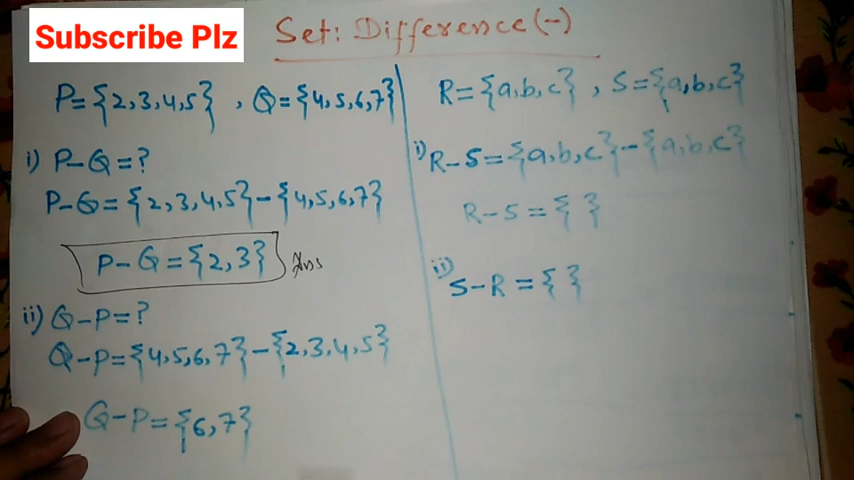 Subscribe Plz
Set: Difference (-)
P={2,3,4,5} , Q={4,5,6,7}
i) P-Q=?
P-Q={2,3,4,5}-{4,5,6,7}
P-Q={2,3} Ans
ii) Q-P=?
Q-P={4,5,6,7}-{2,3,4,5}
Q-P={6,7}
R={a,b,c} , S={a,b,c}
i) R-S={a,b,c}-{a,b,c}
R-S={ }
ii) S-R={ }